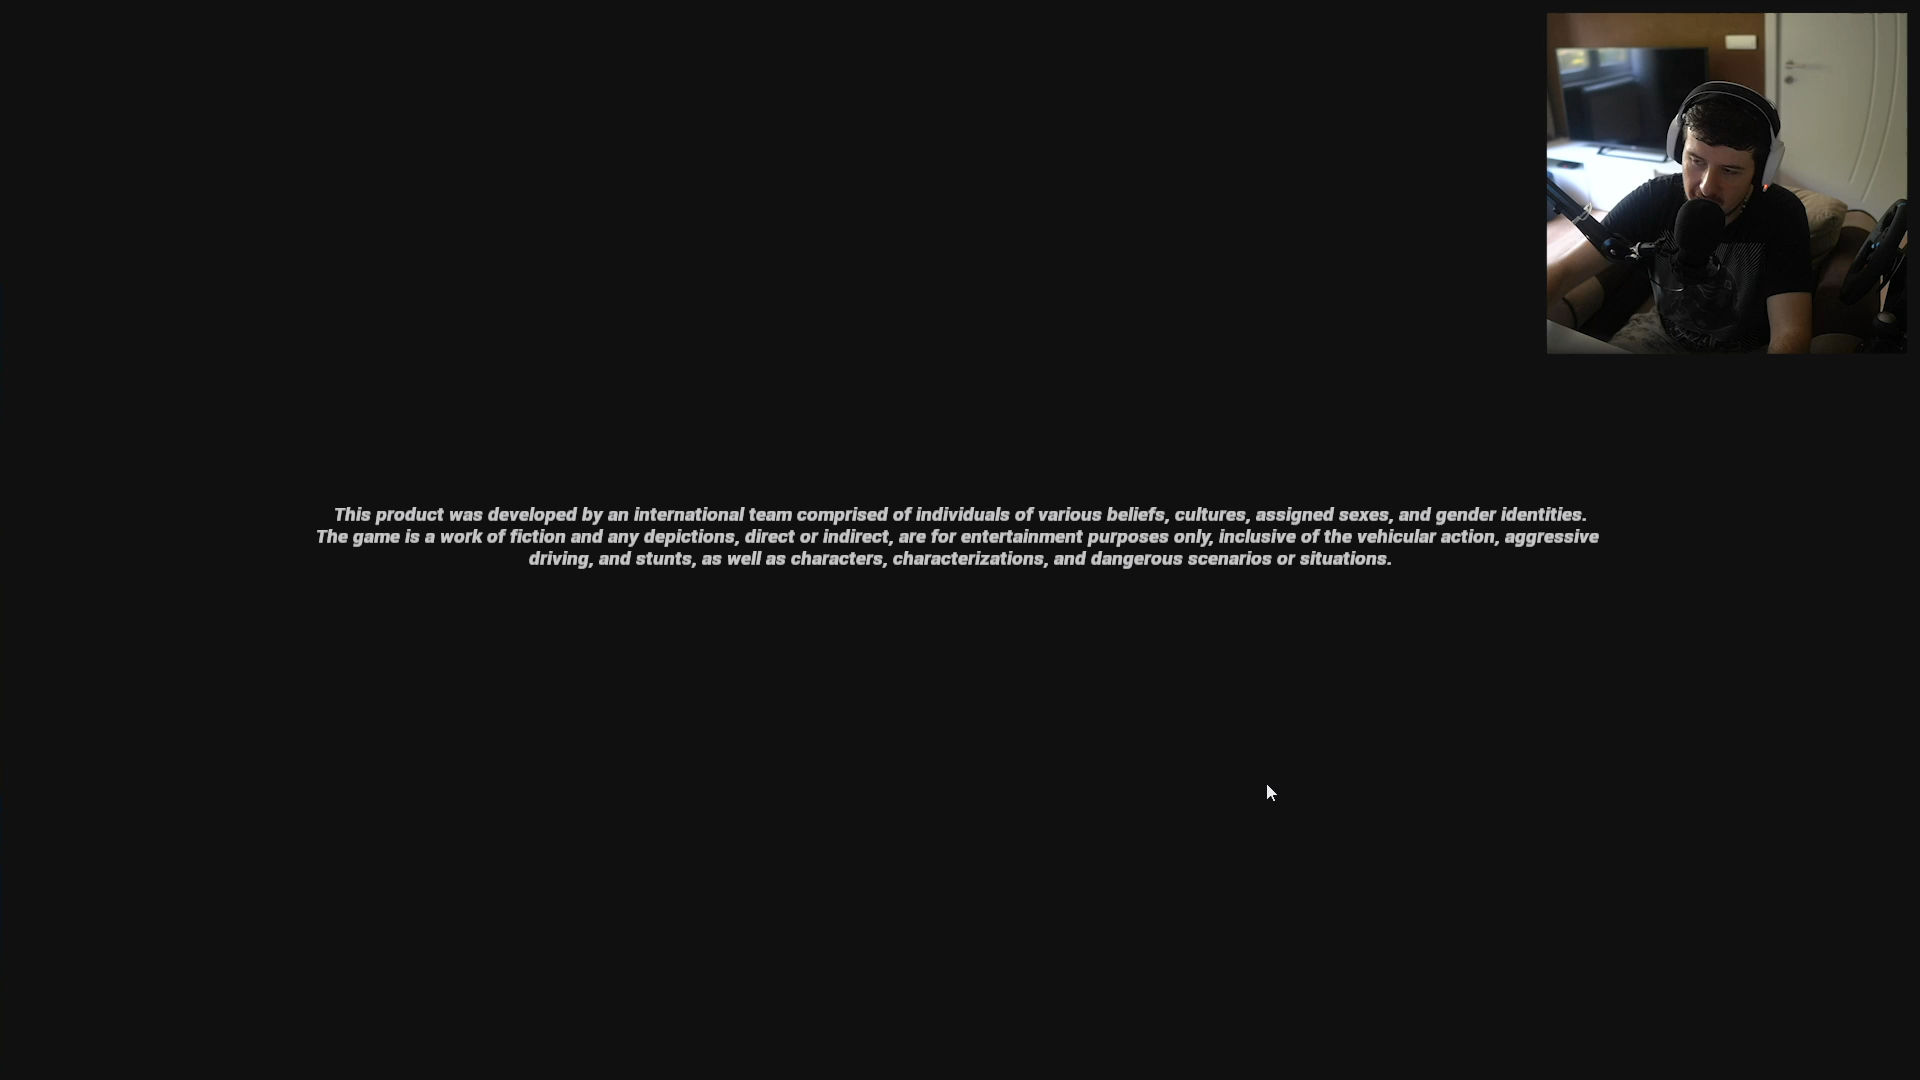 This product was developed by an international team comprised of individuals of various beliefs, cultures, assigned sexes, and gender identities.
The game is a work of fiction and any depictions, direct or indirect, are for entertainment purposes only, inclusive of the vehicular action, aggressive
driving, and stunts, as well as characters, characterizations, and dangerous scenarios or situations.